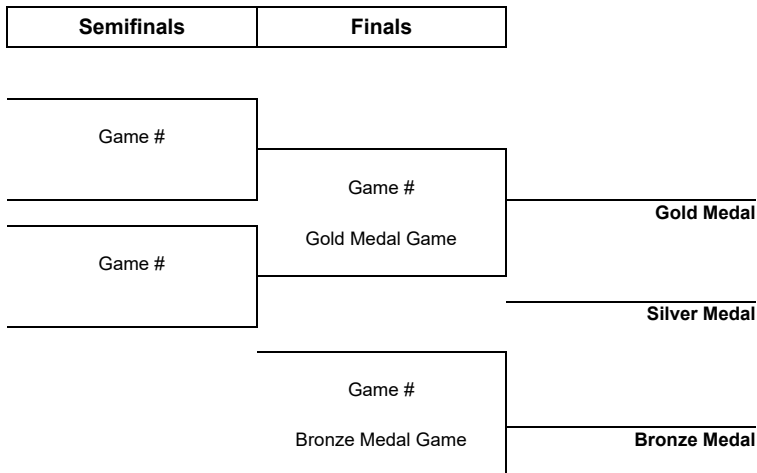 Semifinals Finals
Game #
Game #
Gold Medal
Gold Medal Game
Game #
Silver Medal
Game #
Bronze Medal Game Bronze Medal